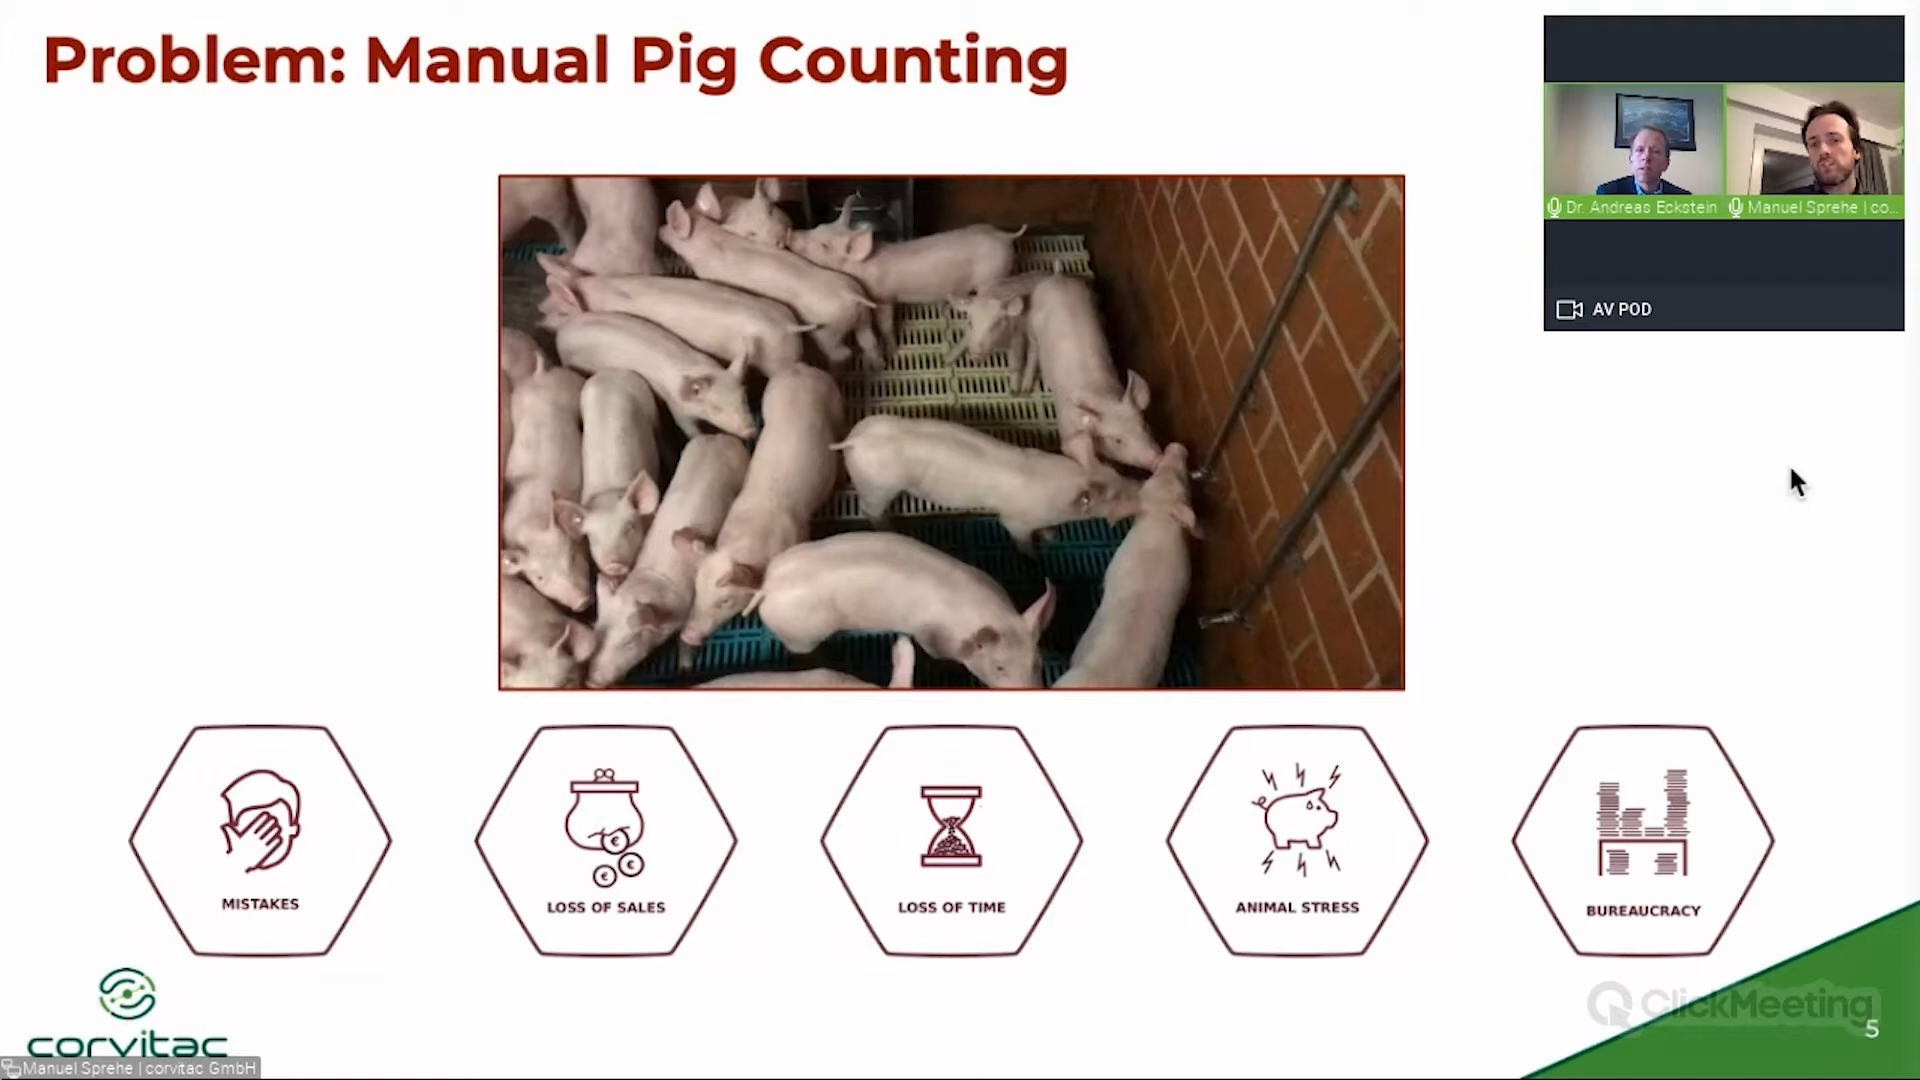 Problem: Manual Pig Counting
Dr. Andreas Eckstein
Manuel Sprehe | co...
AV POD
MISTAKES
LOSS OF SALES
LOSS OF TIME
ANIMAL STRESS
BUREAUCRACY
corvitac
ClickMeeting
5
Manuel Sprehe | corvitac GmbH